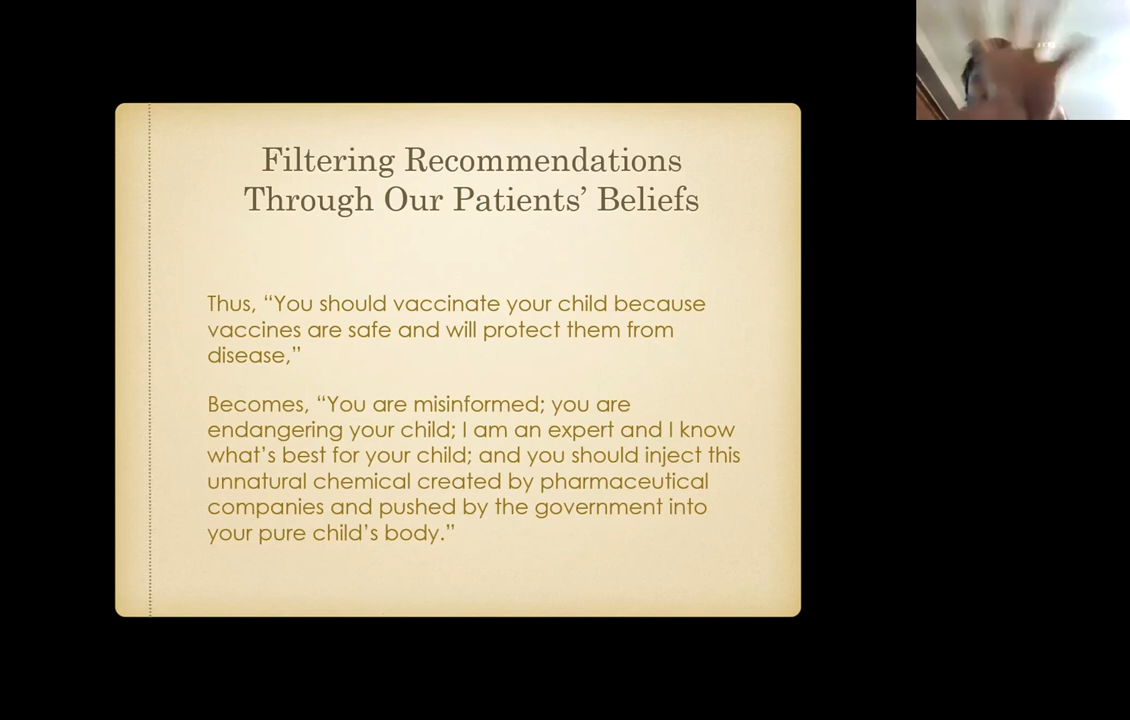 Filtering Recommendations
Through Our Patients’ Beliefs
Thus, “You should vaccinate your child because
vaccines are safe and will protect them from
disease,”
Becomes, “You are misinformed; you are
endangering your child; I am an expert and I know
what’s best for your child; and you should inject this
unnatural chemical created by pharmaceutical
companies and pushed by the government into
your pure child’s body.”